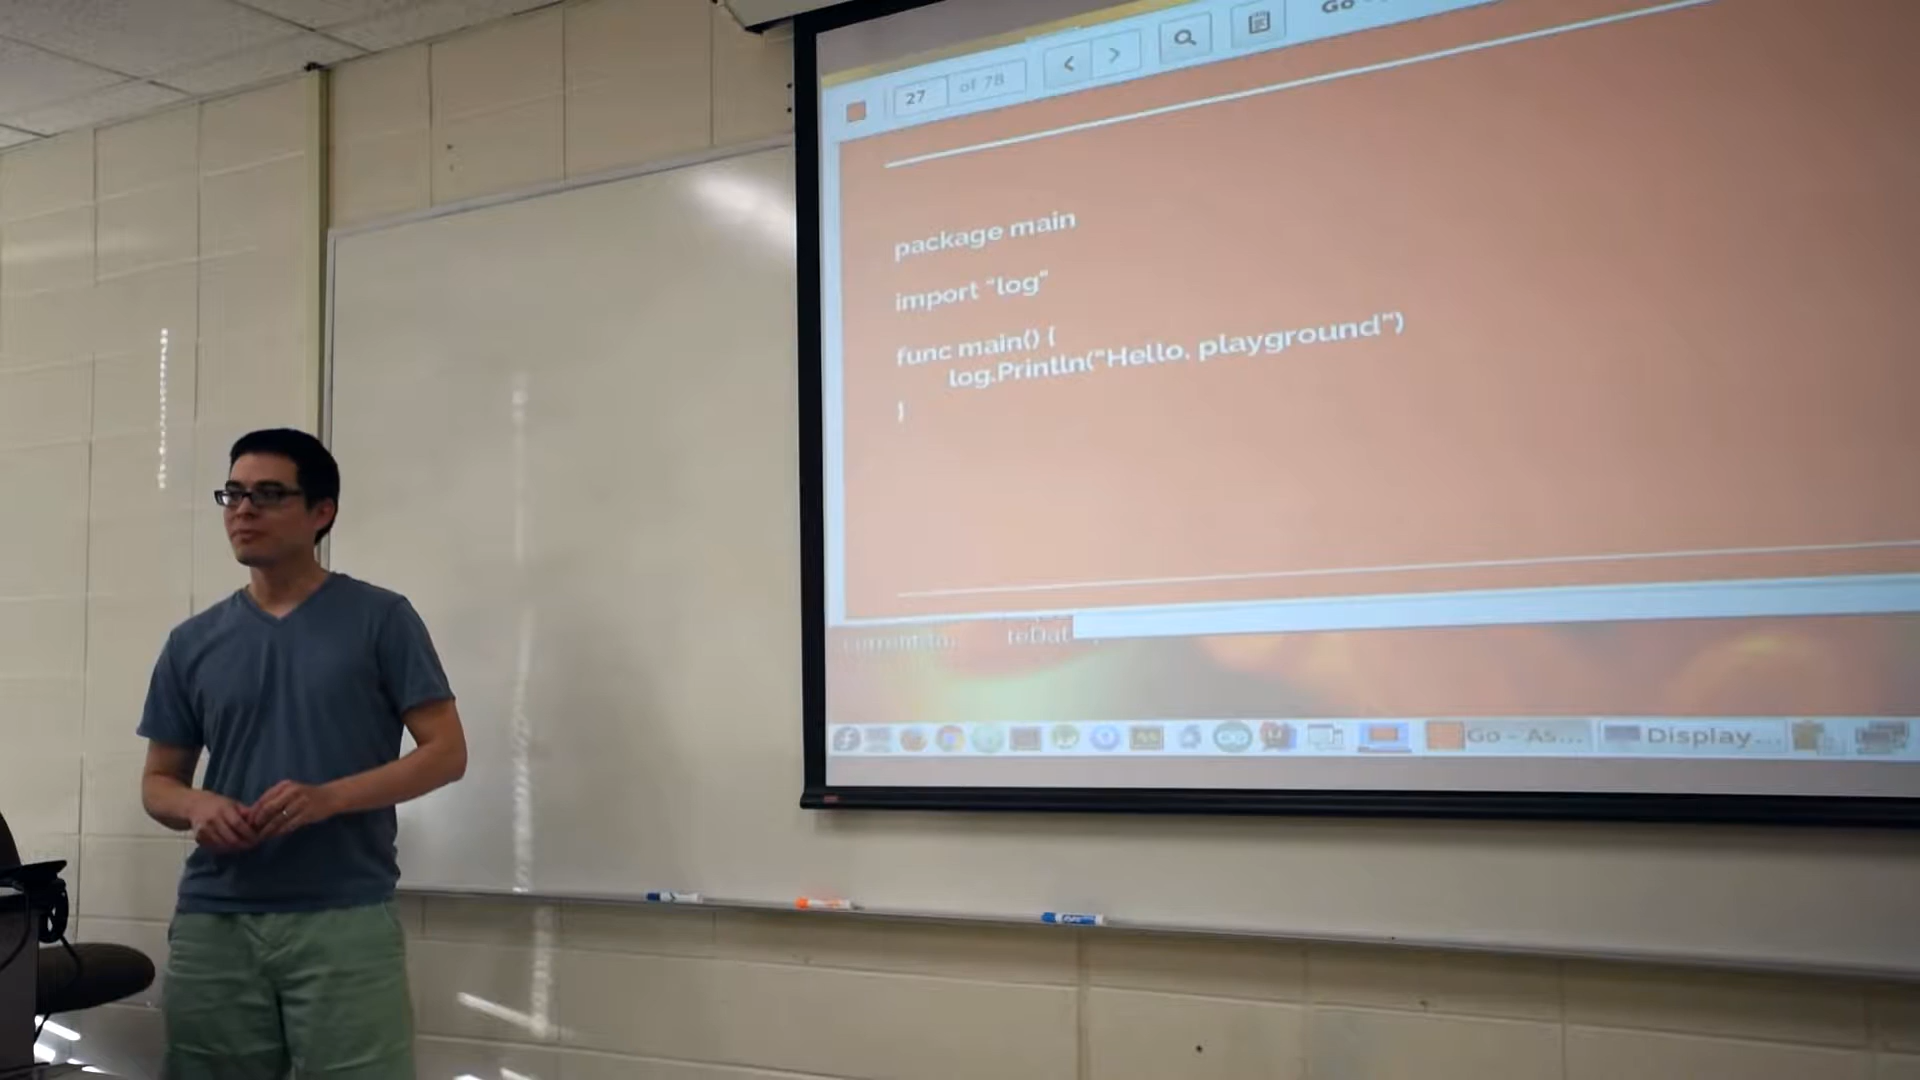 27 of 78
Go
package main
import "log"
func main() {
log.Println("Hello, playground")
}
Go - As...
Display...